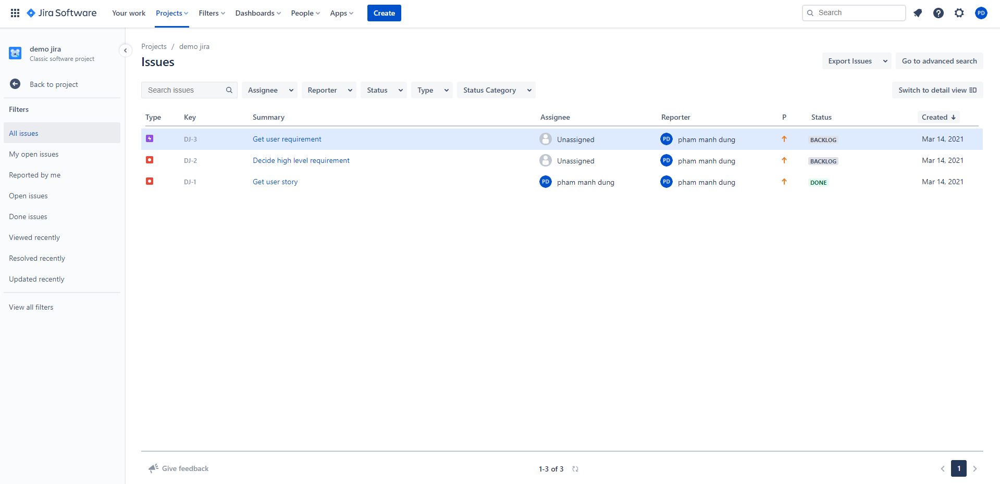 Jira Software Your work Projects Filters Dashboards People Apps Create Search PD
demo jira
Classic software project
Back to project
Filters
All issues
My open issues
Reported by me
Open issues
Done issues
Viewed recently
Resolved recently
Updated recently
View all filters
Projects / demo jira
Issues
Export Issues Go to advanced search
Search issues Assignee Reporter Status Type Status Category Switch to detail view
Type Key Summary Assignee Reporter P Status Created
DJ-3 Get user requirement Unassigned PD pham manh dung BACKLOG Mar 14, 2021
DJ-2 Decide high level requirement Unassigned PD pham manh dung BACKLOG Mar 14, 2021
DJ-1 Get user story PD pham manh dung PD pham manh dung DONE Mar 14, 2021
Give feedback 1-3 of 3 1